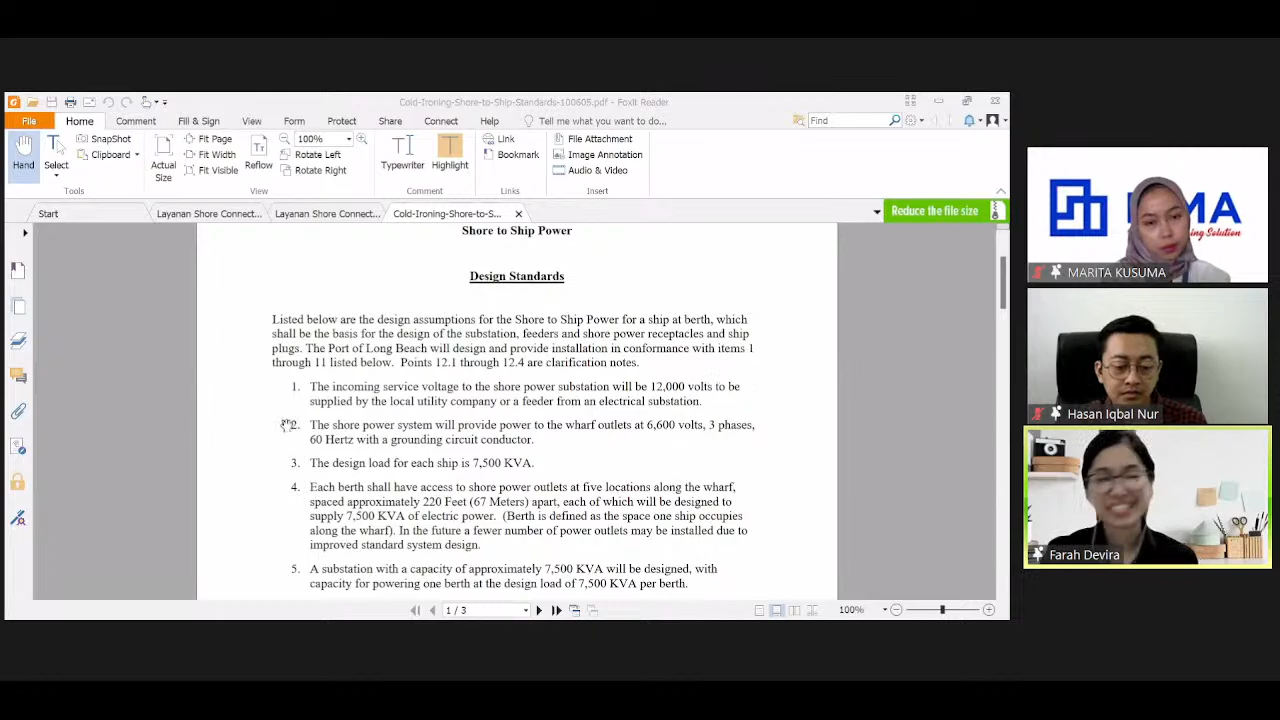 Cold-Ironing-Shore-to-Ship-Standards-100605.pdf - Foxit Reader
File Home Comment Fill & Sign View Form Protect Share Connect Help Tell me what you want to do... Find
Hand
Select
SnapShot
Clipboard
Actual Size
Fit Page
Fit Width
Fit Visible
Reflow
100%
Rotate Left
Rotate Right
Typewriter
Highlight
Link
Bookmark
File Attachment
Image Annotation
Audio & Video
Tools View Comment Links Insert
Start Layanan Shore Connect... Layanan Shore Connect... Cold-Ironing-Shore-to-S... Reduce the file size
Shore to Ship Power
Design Standards
Listed below are the design assumptions for the Shore to Ship Power for a ship at berth, which
shall be the basis for the design of the substation, feeders and shore power receptacles and ship
plugs. The Port of Long Beach will design and provide installation in conformance with items 1
through 11 listed below. Points 12.1 through 12.4 are clarification notes.
1. The incoming service voltage to the shore power substation will be 12,000 volts to be
supplied by the local utility company or a feeder from an electrical substation.
2. The shore power system will provide power to the wharf outlets at 6,600 volts, 3 phases,
60 Hertz with a grounding circuit conductor.
3. The design load for each ship is 7,500 KVA.
4. Each berth shall have access to shore power outlets at five locations along the wharf,
spaced approximately 220 Feet (67 Meters) apart, each of which will be designed to
supply 7,500 KVA of electric power. (Berth is defined as the space one ship occupies
along the wharf). In the future a fewer number of power outlets may be installed due to
improved standard system design.
5. A substation with a capacity of approximately 7,500 KVA will be designed, with
capacity for powering one berth at the design load of 7,500 KVA per berth.
1 / 3
100%
MA
Solution
MARITA KUSUMA
Hasan Iqbal Nur
Farah Devira